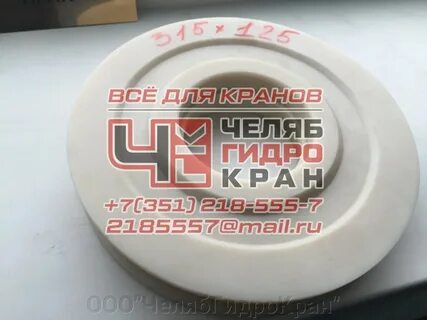 315 × 125
ВСЁ ДЛЯ КРАНОВ
ЧЕЛЯБ
ГИДРО
КРАН
+7(351) 218-555-7
2185557@mail.ru
ООО"ЧелябГидроКран"